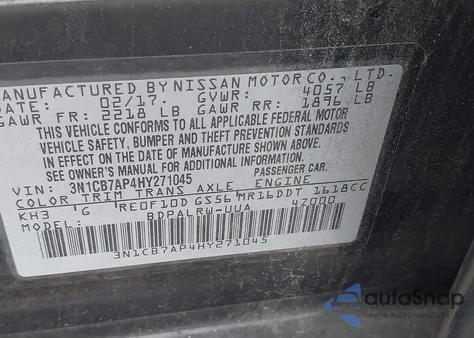 MANUFACTURED BY NISSAN MOTOR CO., LTD.
DATE: 02/17. GVWR: 4057 LB
GAWR FR: 2218 LB GAWR RR: 1896 LB
THIS VEHICLE CONFORMS TO ALL APPLICABLE FEDERAL MOTOR
VEHICLE SAFETY, BUMPER AND THEFT PREVENTION STANDARDS
IN EFFECT ON THE DATE OF MANUFACTURE SHOWN ABOVE. SEE
OWNER'S MANUAL FOR ADDITIONAL INFORMATION.
PASSENGER CAR
VIN: 3N1CB7AP4HY271045
COLOR TRIM TRANS AXLE ENGINE
KH3 G RE0F10D GS56 MR16DDT 1618CC
MODEL: BDPALRW-UUA 47000
3N1CB7AP4HY271045
autoSnap